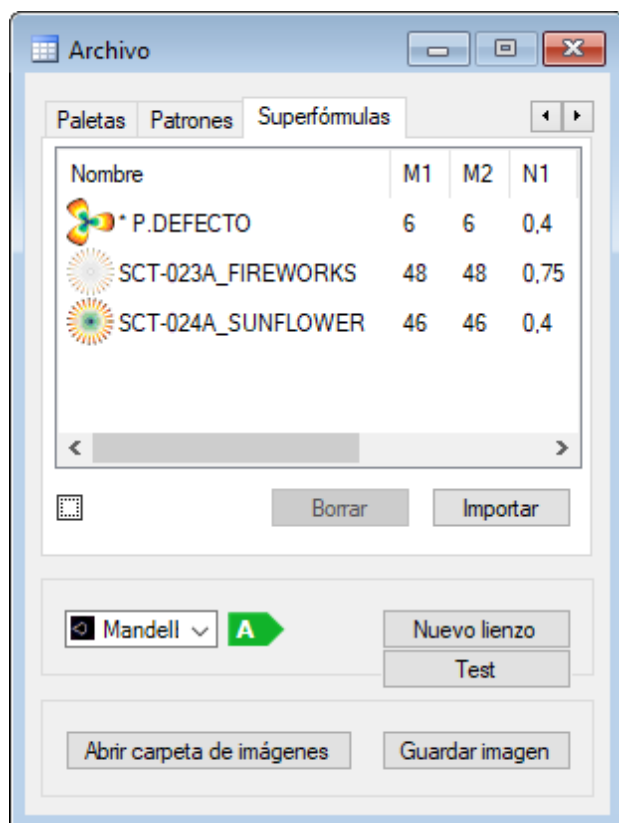 Archivo
Paletas Patrones Superfórmulas
Nombre M1 M2 N1
* P.DEFECTO 6 6 0,4
SCT-023A_FIREWORKS 48 48 0,75
SCT-024A_SUNFLOWER 46 46 0,4
Borrar Importar
Mandell A Nuevo lienzo
Test
Abrir carpeta de imágenes Guardar imagen